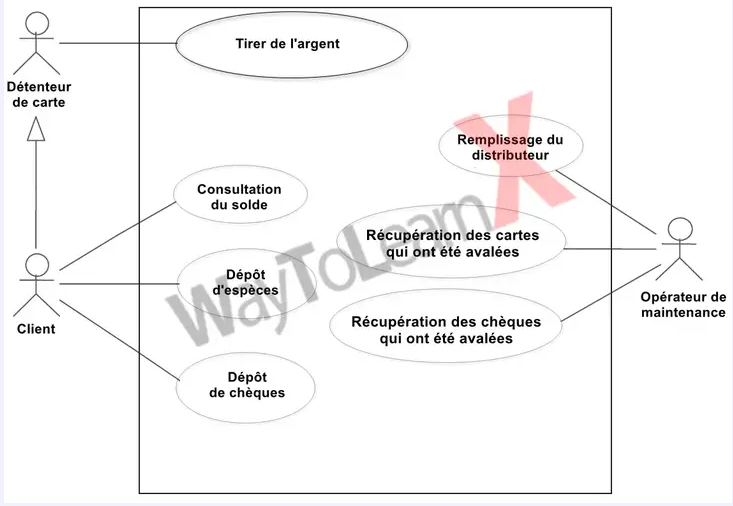 Tirer de l'argent
Détenteur
de carte
Remplissage du
distributeur
Consultation
du solde
Récupération des cartes
qui ont été avalées
Dépôt
d'espèces
Opérateur de
maintenance
Client
Récupération des chèques
qui ont été avalées
Dépôt
de chèques
WayToLearnX